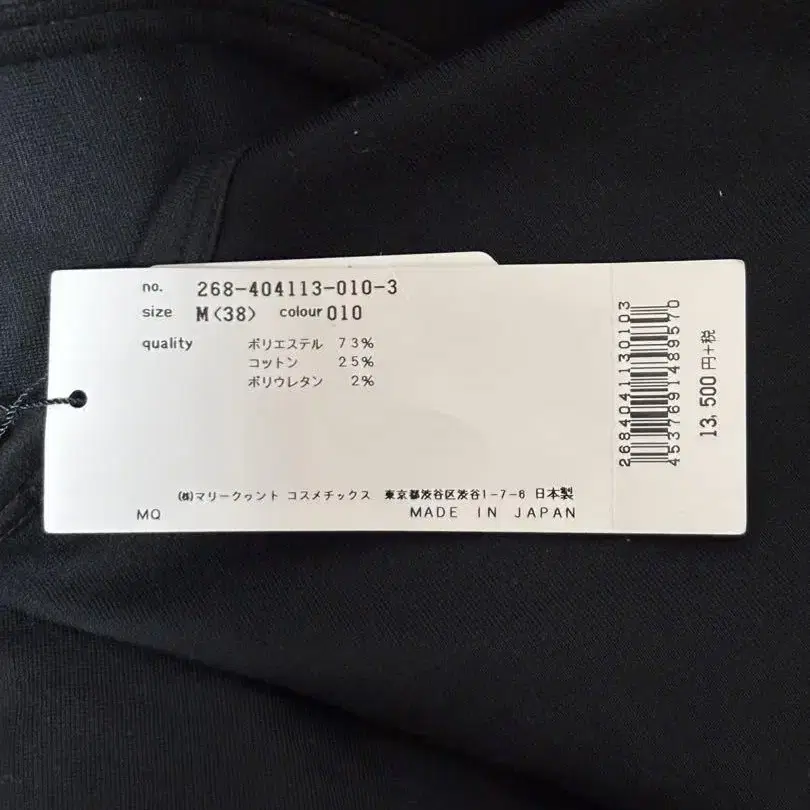 no. 268-404113-010-3
size M<38> colour 010
quality ポリエステル 73%
コットン 25%
ポリウレタン 2%
㈱マリークヮント コスメチックス 東京都渋谷区渋谷1-7-6 日本製
MQ MADE IN JAPAN
2684041130103
4537691489570
13,500円+税